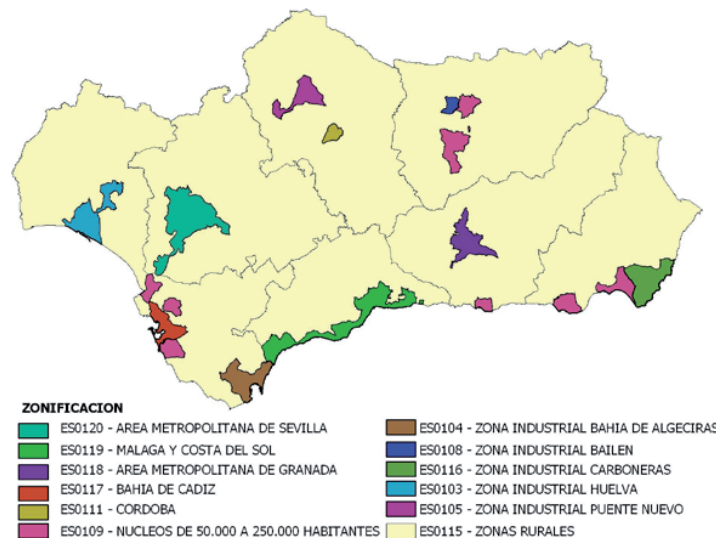 ZONIFICACION
ES0120 - AREA METROPOLITANA DE SEVILLA
ES0119 - MALAGA Y COSTA DEL SOL
ES0118 - AREA METROPOLITANA DE GRANADA
ES0117 - BAHIA DE CADIZ
ES0111 - CORDOBA
ES0109 - NUCLEOS DE 50.000 A 250.000 HABITANTES
ES0104 - ZONA INDUSTRIAL BAHIA DE ALGECIRAS
ES0108 - ZONA INDUSTRIAL BAILEN
ES0116 - ZONA INDUSTRIAL CARBONERAS
ES0103 - ZONA INDUSTRIAL HUELVA
ES0105 - ZONA INDUSTRIAL PUENTE NUEVO
ES0115 - ZONAS RURALES